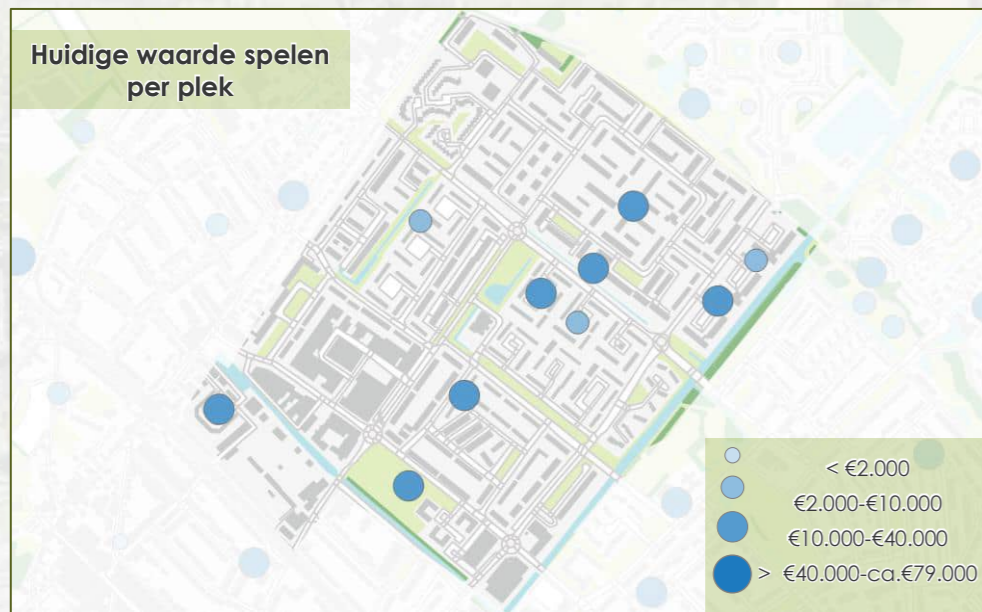 Huidige waarde spelen
per plek
< €2.000
€2.000-€10.000
€10.000-€40.000
> €40.000-ca.€79.000